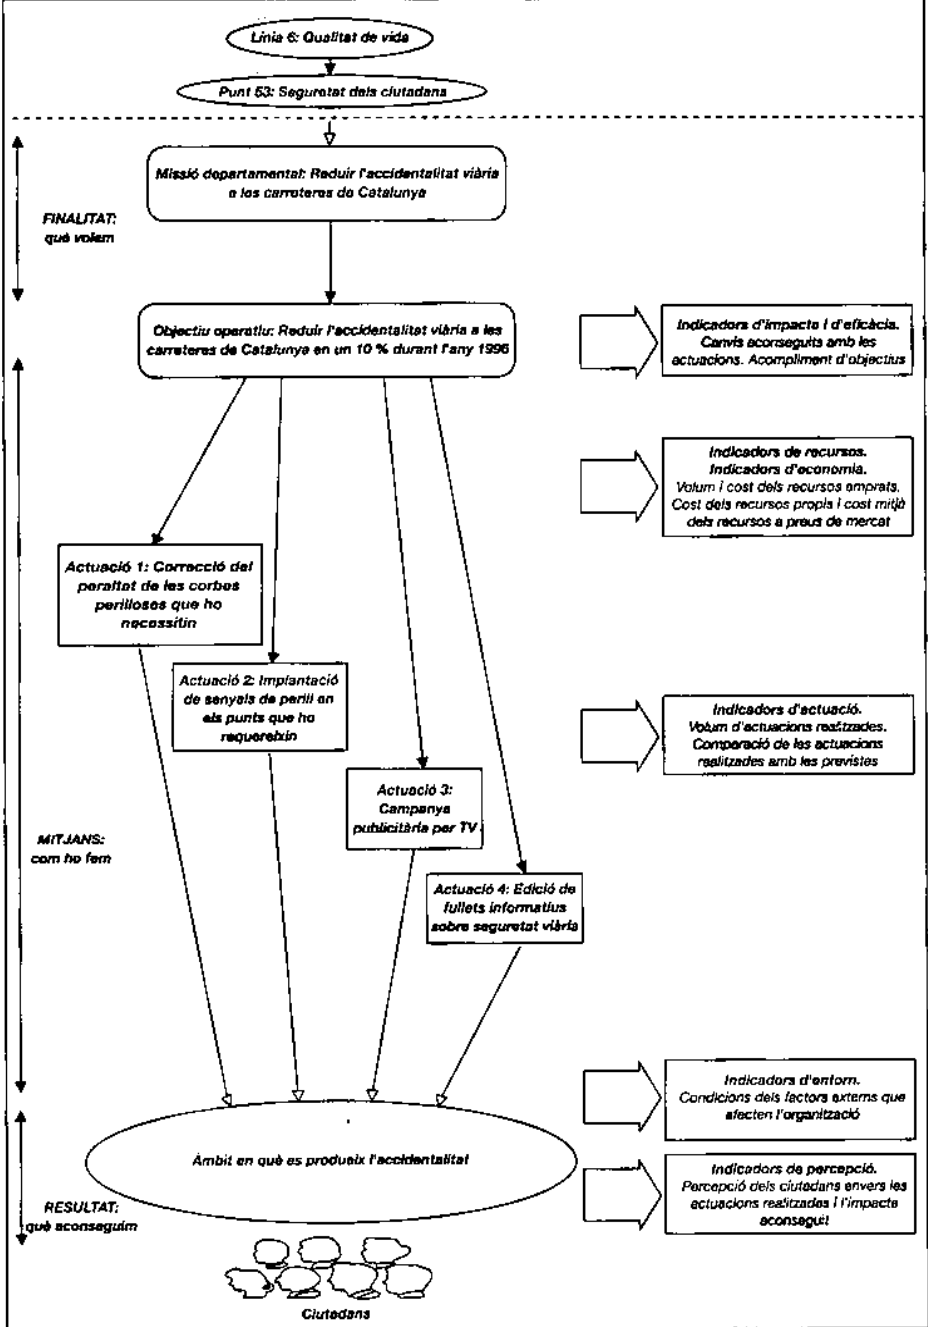 Línia 6: Qualitat de vida
Punt 53: Seguretat dels ciutadans
Missió departamental: Reduir l'accidentalitat viària
a les carreteres de Catalunya
FINALITAT:
què volem
Objectiu operatiu: Reduir l'accidentalitat viària a les
carreteres de Catalunya en un 10 % durant l'any 1996
Indicadors d'impacte i d'eficàcia.
Canvis aconseguits amb les
actuacions. Acompliment d'objectius
Indicadors de recursos.
Indicadors d'economia.
Volum i cost dels recursos emprats.
Cost dels recursos propis i cost mitjà
dels recursos a preus de mercat
Actuació 1: Correcció del
peraltat de les corbes
perilloses que ho
necessitin
Actuació 2: Implantació
de senyals de perill en
els punts que ho
requereixin
Indicadors d'actuació.
Volum d'actuacions realitzades.
Comparació de les actuacions
realitzades amb les previstes
Actuació 3:
Campanya
publicitària per TV
MITJANS:
com ho fem
Actuació 4: Edició de
fullets informatius
sobre seguretat viària
Indicadors d'entorn.
Condicions dels factors externs que
afecten l'organització
Àmbit en què es produeix l'accidentalitat
Indicadors de percepció.
Percepció dels ciutadans envers les
actuacions realitzades i l'impacte
aconseguit
RESULTAT:
què aconseguim
Ciutadans